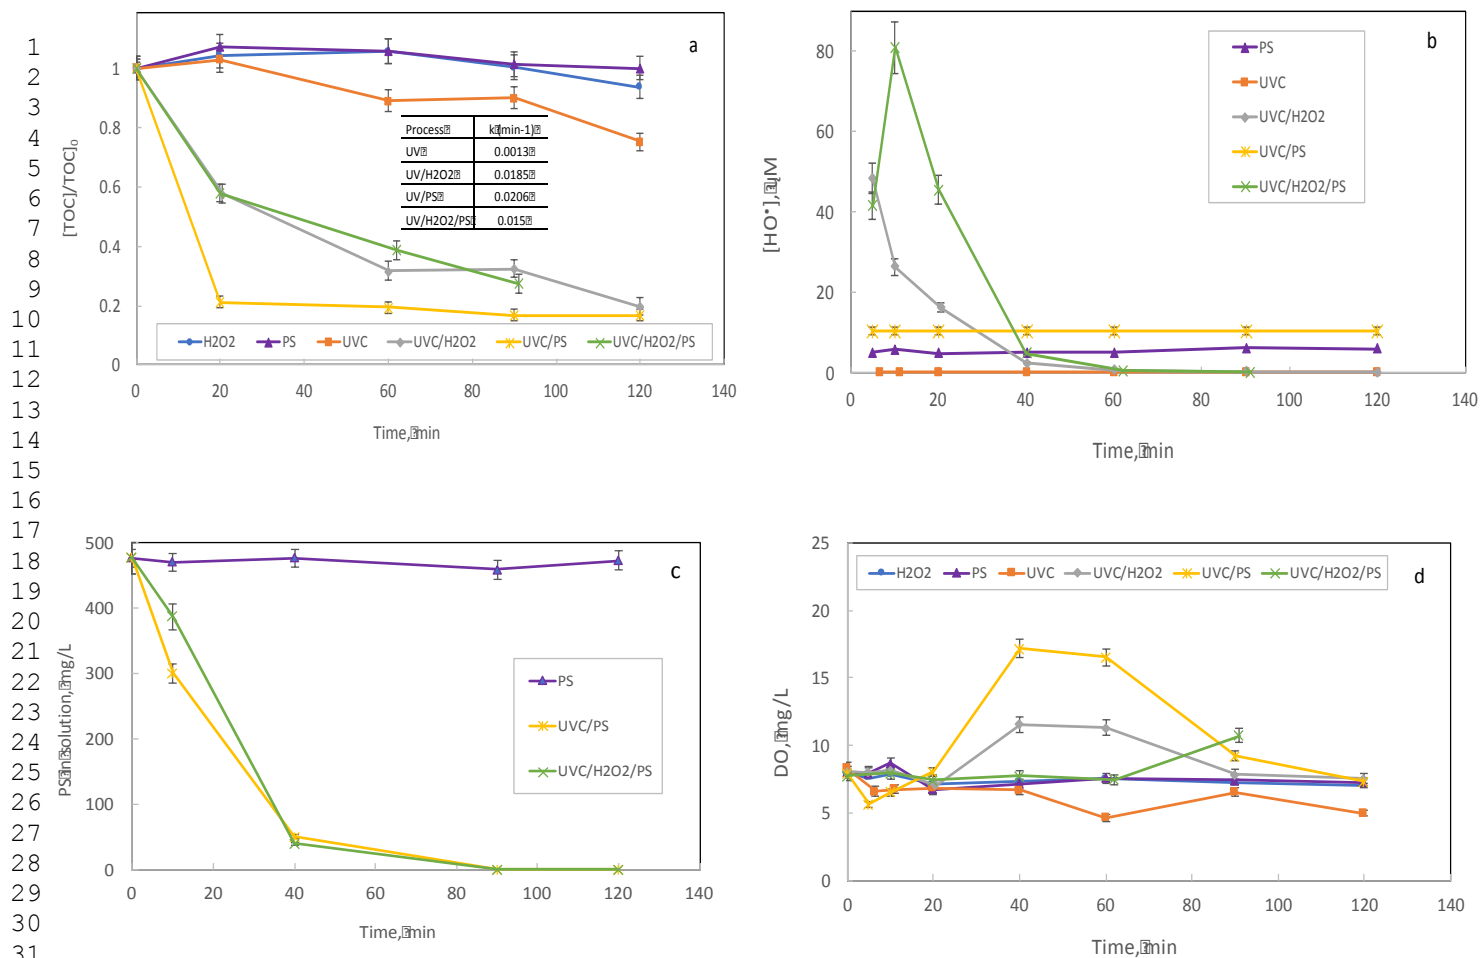 1
2
3
4
5
6
7
8
9
10
11
12
13
14
15
16
17
18
19
20
21
22
23
24
25
26
27
28
29
30
31
a
[TOC]/TOC]0
1
0.8
0.6
0.4
0.2
0
Process k (min-1)
UV 0.0013
UV/H2O2 0.0185
UV/PS 0.0206
UV/H2O2/PS 0.015
H2O2 PS UVC UVC/H2O2 UVC/PS UVC/H2O2/PS
0 20 40 60 80 100 120 140
Time, min
b
[HO•], μM
80
60
40
20
0
PS
UVC
UVC/H2O2
UVC/PS
UVC/H2O2/PS
0 20 40 60 80 100 120 140
Time, min
c
PS in solution, mg/L
500
400
300
200
100
0
PS
UVC/PS
UVC/H2O2/PS
0 20 40 60 80 100 120 140
Time, min
d
DO, mg/L
25
20
15
10
5
0
H2O2 PS UVC UVC/H2O2 UVC/PS UVC/H2O2/PS
0 20 40 60 80 100 120 140
Time, min